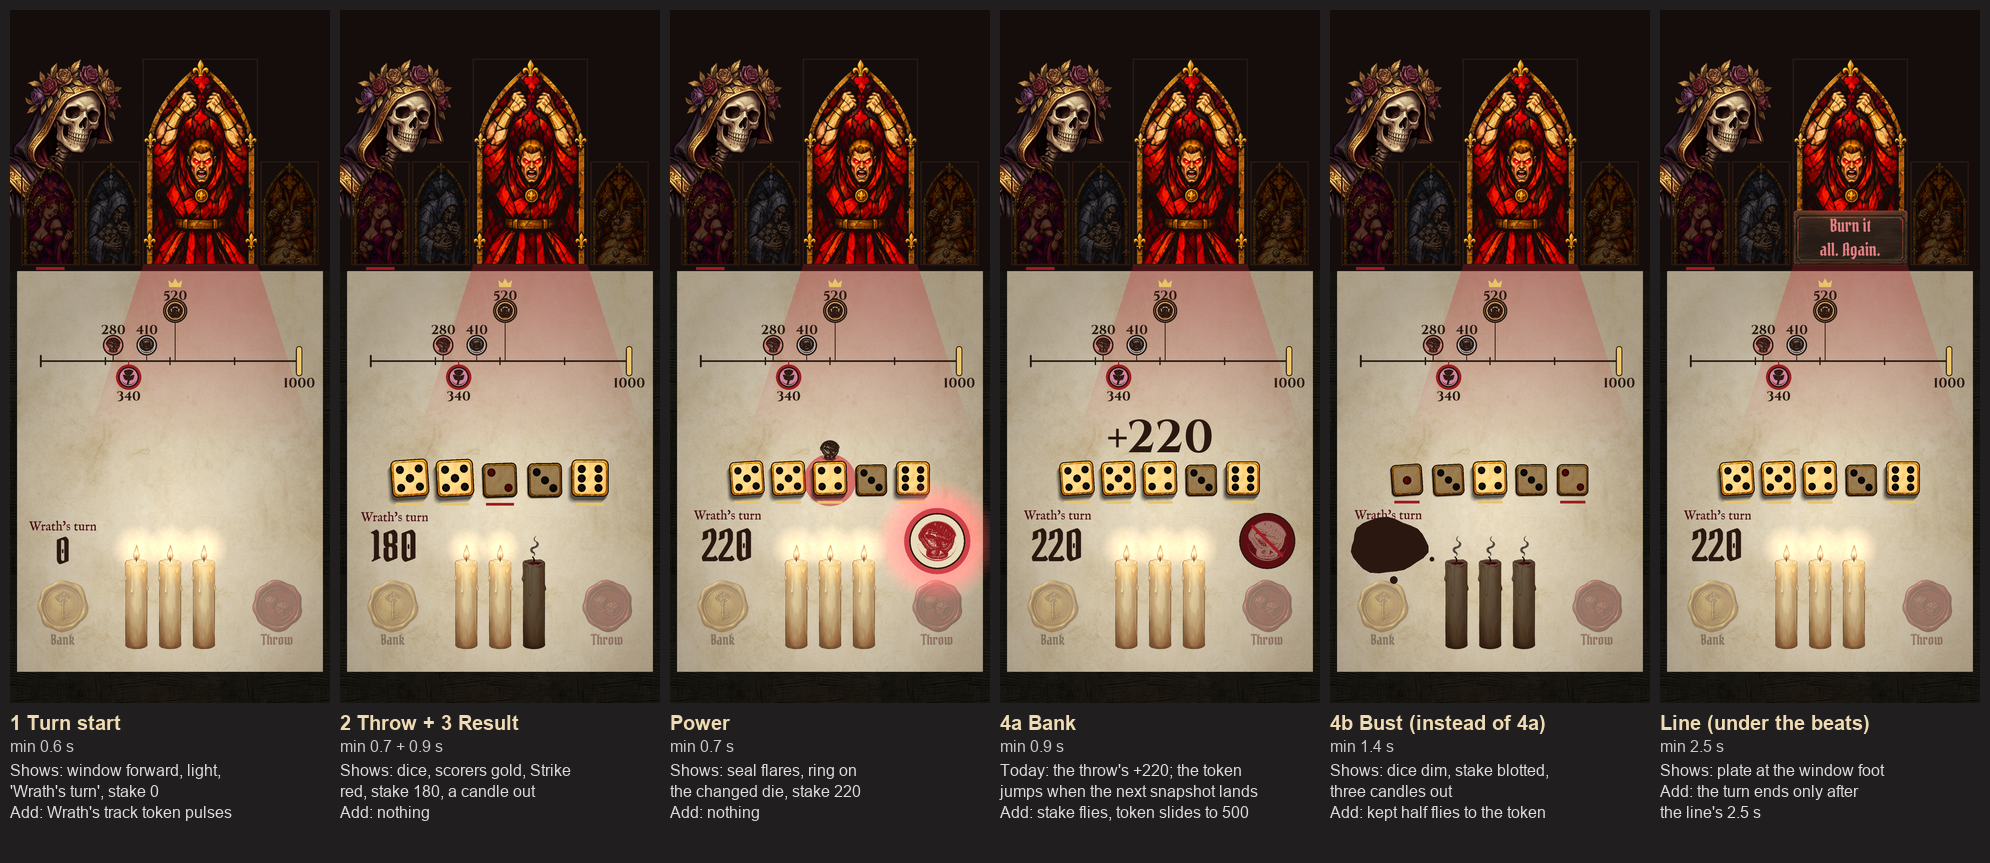 520
280 410
340
1000
Wrath's turn
0
Bank
Throw
1 Turn start
min 0.6 s
Shows: window forward, light,
'Wrath's turn', stake 0
Add: Wrath's track token pulses
520
280 410
340
1000
Wrath's turn
180
Bank
Throw
2 Throw + 3 Result
min 0.7 + 0.9 s
Shows: dice, scorers gold, Strike
red, stake 180, a candle out
Add: nothing
520
280 410
340
1000
Wrath's turn
220
Bank
Throw
Power
min 0.7 s
Shows: seal flares, ring on
the changed die, stake 220
Add: nothing
520
280 410
340
1000
+220
Wrath's turn
220
Bank
Throw
4a Bank
min 0.9 s
Today: the throw's +220; the token
jumps when the next snapshot lands
Add: stake flies, token slides to 500
520
280 410
340
1000
Wrath's turn
Bank
Throw
4b Bust (instead of 4a)
min 1.4 s
Shows: dice dim, stake blotted,
three candles out
Add: kept half flies to the token
Burn it
all. Again.
520
280 410
340
1000
Wrath's turn
220
Bank
Throw
Line (under the beats)
min 2.5 s
Shows: plate at the window foot
Add: the turn ends only after
the line's 2.5 s